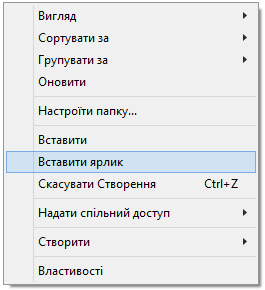 Вигляд
Сортувати за
Групувати за
Оновити
Настроїти папку...
Вставити
Вставити ярлик
Скасувати Створення Ctrl+Z
Надати спільний доступ
Створити
Властивості